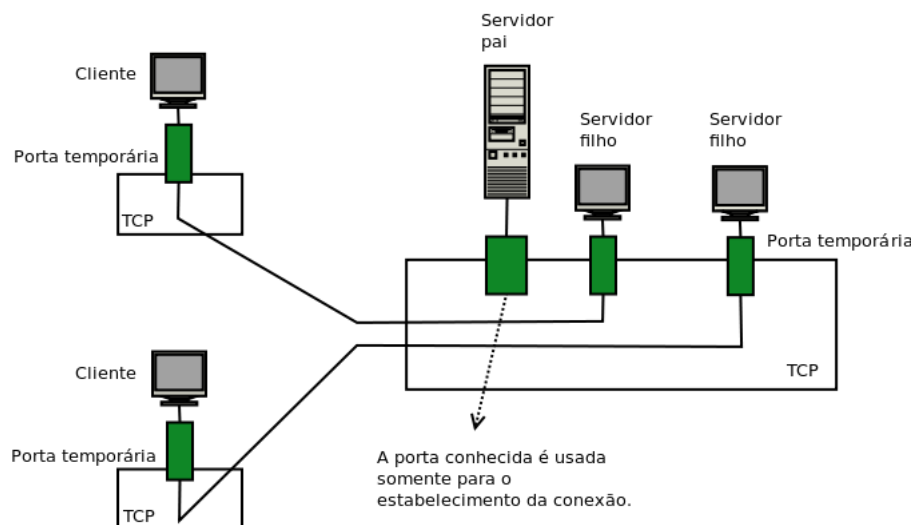 Servidor
pai
Cliente
Servidor
filho
Servidor
filho
Porta temporária
TCP
Porta temporária
TCP
Cliente
Porta temporária
TCP
A porta conhecida é usada
somente para o
estabelecimento da conexão.